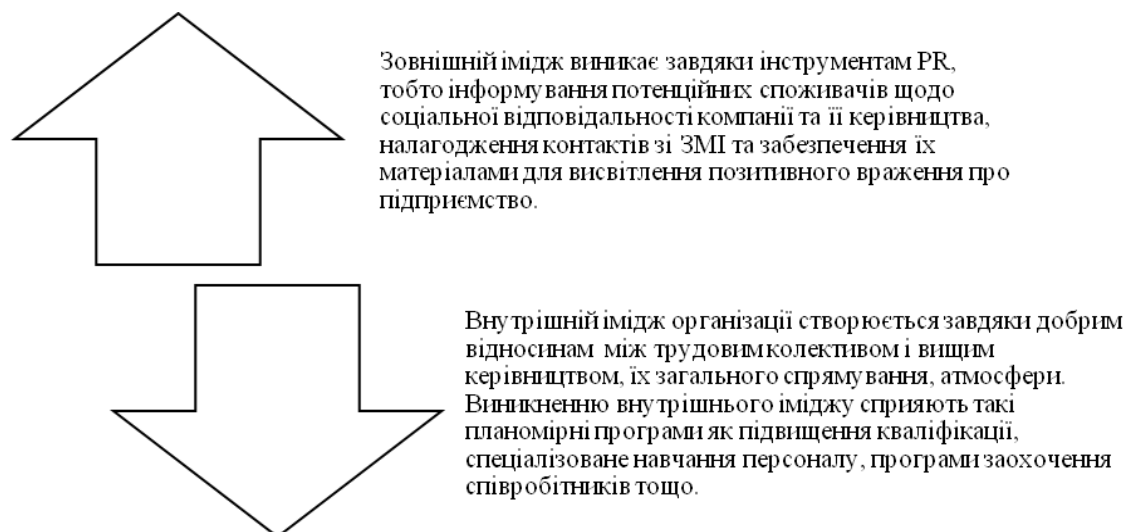 Зовнішній імідж виникає завдяки інструментам PR,
тобто інформування потенційних споживачів щодо
соціальної відповідальності компанії та її керівництва,
налагодження контактів зі ЗМІ та забезпечення їх
матеріалами для висвітлення позитивного враження про
підприємство.
Внутрішній імідж організації створюється завдяки добрим
відносинам між трудовим колективом і вищим
керівництвом, їх загального спрямування, атмосфери.
Виникненню внутрішнього іміджу сприяють такі
планомірні програми як підвищення кваліфікації,
спеціалізоване навчання персоналу, програми заохочення
співробітників тощо.